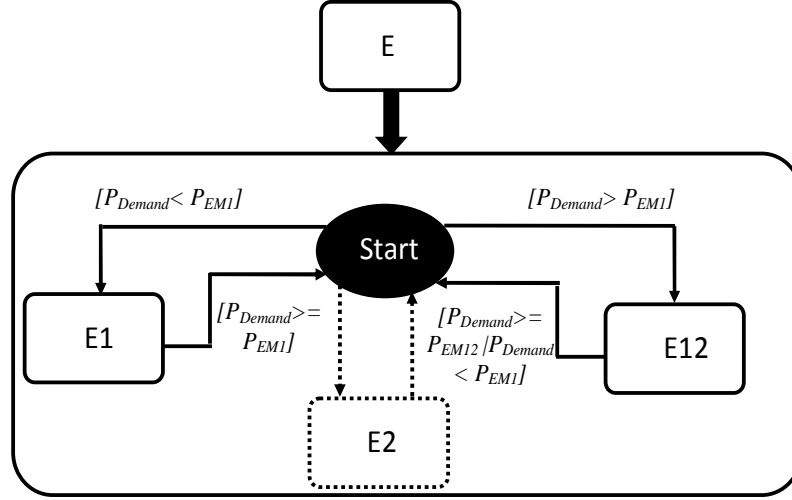 E
[P_Demand< P_EM1]
[P_Demand> P_EM1]
Start
E1
[P_Demand>=
P_EM1]
[P_Demand>=
P_EM12 /P_Demand
< P_EM1]
E12
E2